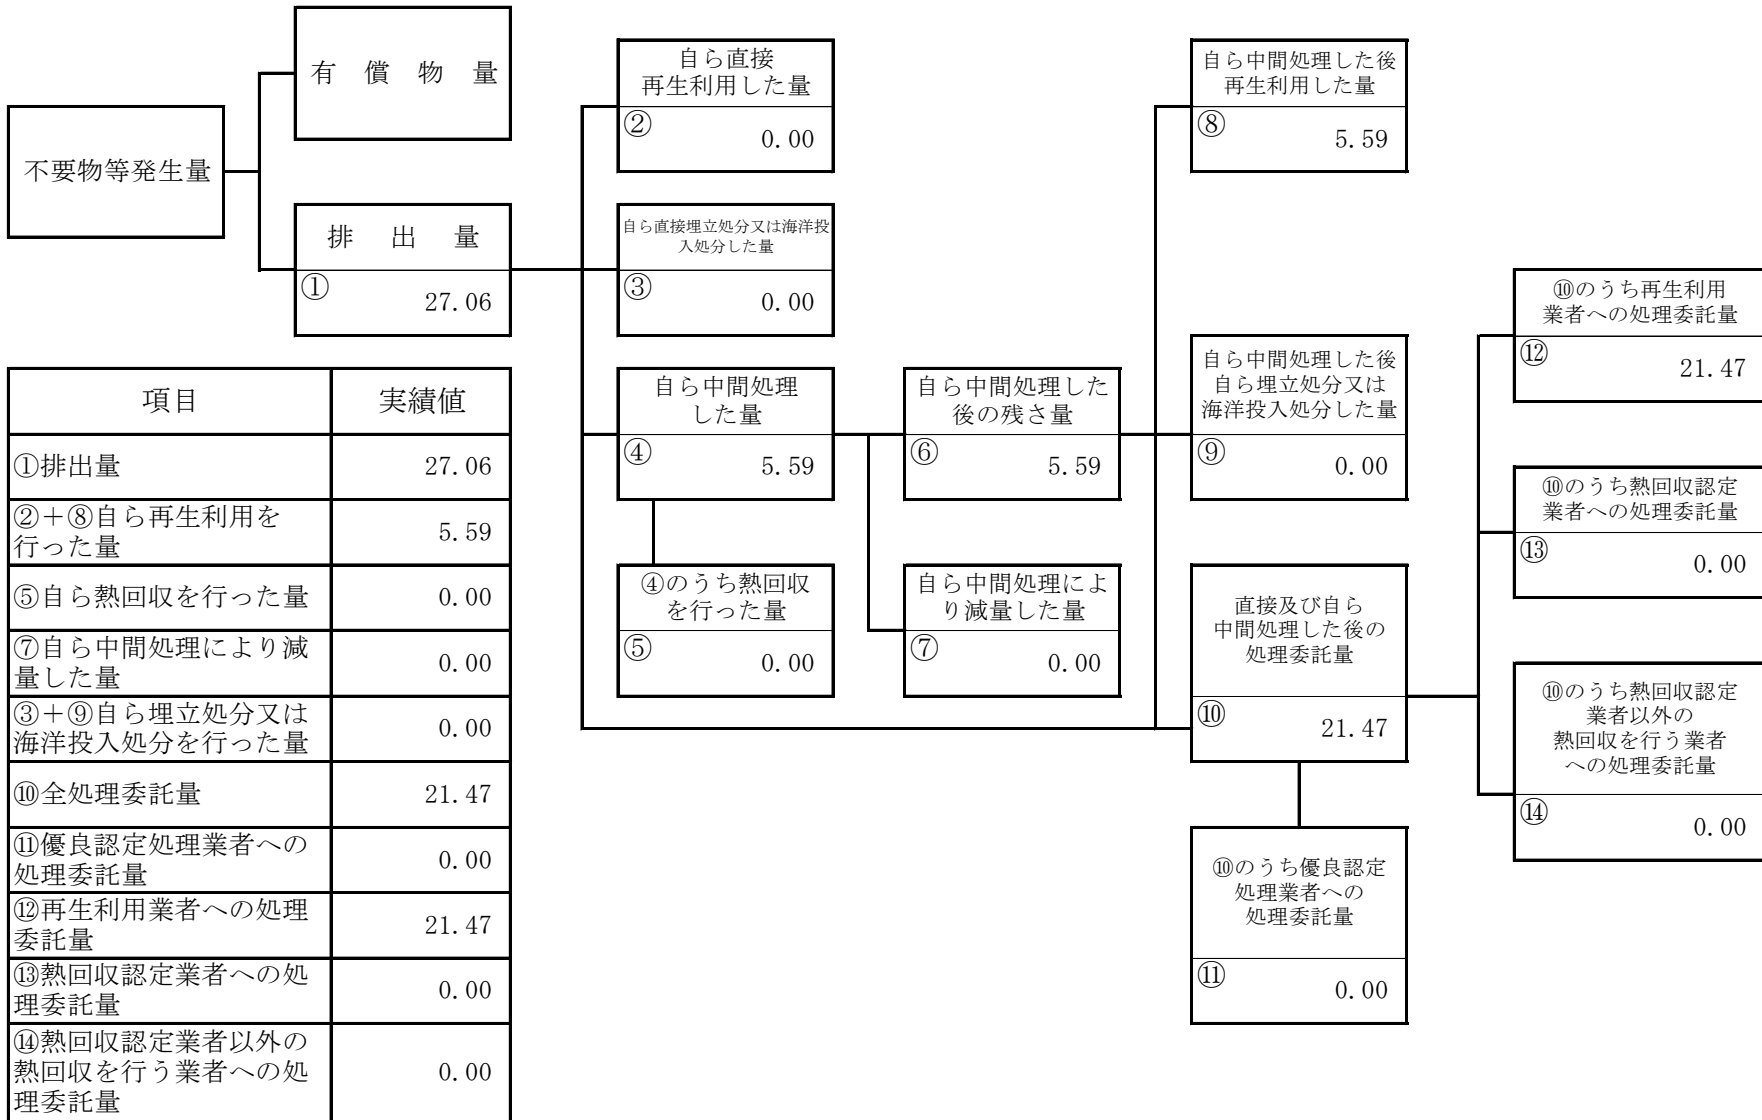 有 償 物 量
不要物等発生量
排 出 量
①
27.06
自ら直接
再生利用した量
②
0.00
自ら直接埋立処分又は海洋投
入処分した量
③
0.00
自ら中間処理
した量
④
5.59
④のうち熱回収
を行った量
⑤
0.00
自ら中間処理した
後の残さ量
⑥
5.59
自ら中間処理によ
り減量した量
⑦
0.00
自ら中間処理した後
再生利用した量
⑧
5.59
自ら中間処理した後
自ら埋立処分又は
海洋投入処分した量
⑨
0.00
直接及び自ら
中間処理した後の
処理委託量
⑩
21.47
⑩のうち優良認定
処理業者への
処理委託量
⑪
0.00
⑩のうち再生利用
業者への処理委託量
⑫
21.47
⑩のうち熱回収認定
業者への処理委託量
⑬
0.00
⑩のうち熱回収認定
業者以外の
熱回収を行う業者
への処理委託量
⑭
0.00
項目 実績値
①排出量 27.06
②+⑧自ら再生利用を
行った量 5.59
⑤自ら熱回収を行った量 0.00
⑦自ら中間処理により減
量した量 0.00
③+⑨自ら埋立処分又は
海洋投入処分を行った量 0.00
⑩全処理委託量 21.47
⑪優良認定処理業者への
処理委託量 0.00
⑫再生利用業者への処理
委託量 21.47
⑬熱回収認定業者への処
理委託量 0.00
⑭熱回収認定業者以外の
熱回収を行う業者への処
理委託量 0.00